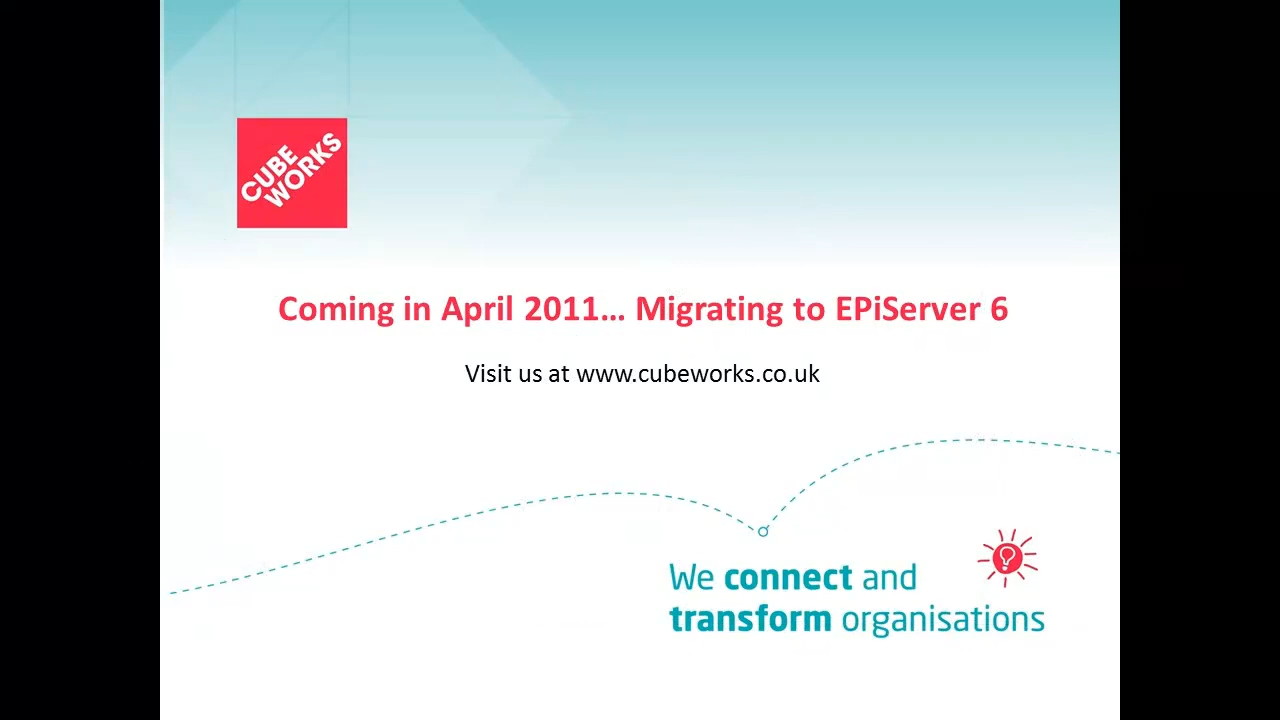 CUBE
WORKS
Coming in April 2011... Migrating to EPiServer 6
Visit us at www.cubeworks.co.uk
We connect and
transform organisations